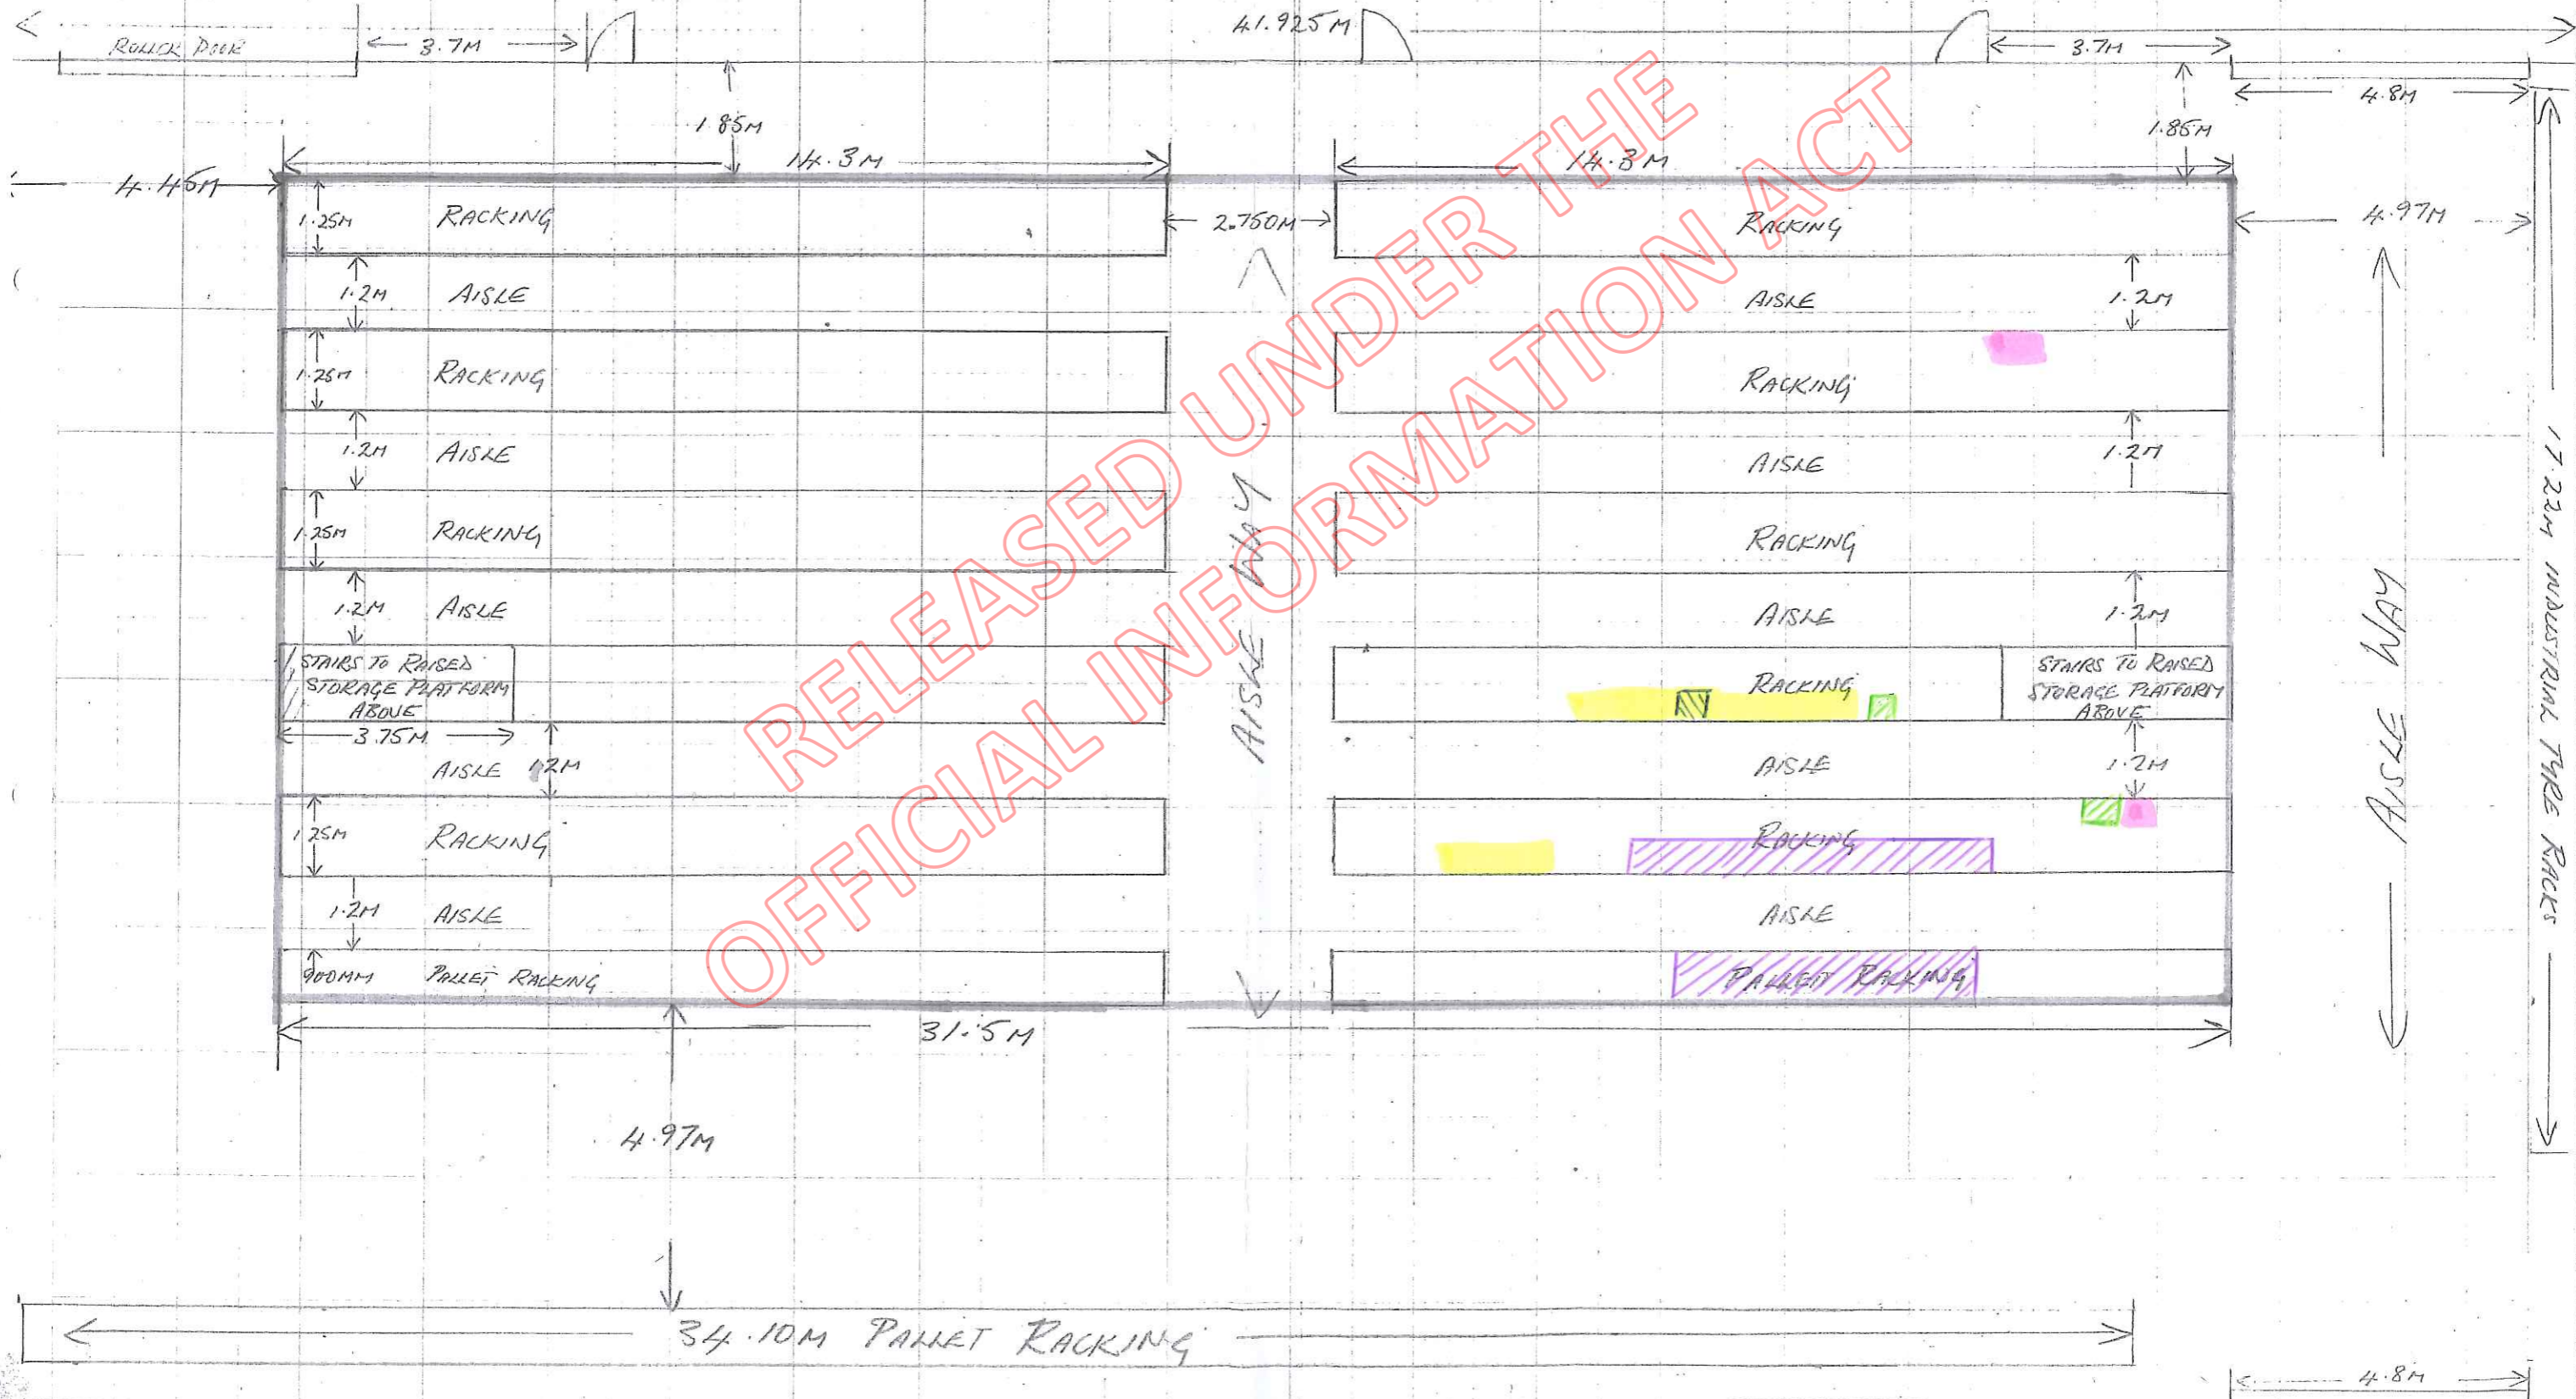 41.925M
ROLLER DOOR
3.7M
3.7M
4.8M
1.85M
1.85M
14.3M
14.3M
4.45M
1.25M RACKING
2.750M
RACKING
4.97M
1.2M AISLE
AISLE
1.2M
1.25M RACKING
RACKING
1.2M AISLE
AISLE
1.2M
1.25M RACKING
RACKING
1.2M AISLE
AISLE
1.2M
STAIRS TO RAISED
STORAGE PLATFORM
ABOVE
3.75M
RACKING
STAIRS TO RAISED
STORAGE PLATFORM
ABOVE
AISLE 1.2M
AISLE
1.2M
1.25M RACKING
RACKING
1.2M AISLE
AISLE
900MM PALLET RACKING
PALLET RACKING
AISLE WAY
AISLE WAY
17.22M INDUSTRIAL TYRE RACKS
31.5M
4.97M
34.10M PALLET RACKING
4.8M
RELEASED UNDER THE
OFFICIAL INFORMATION ACT